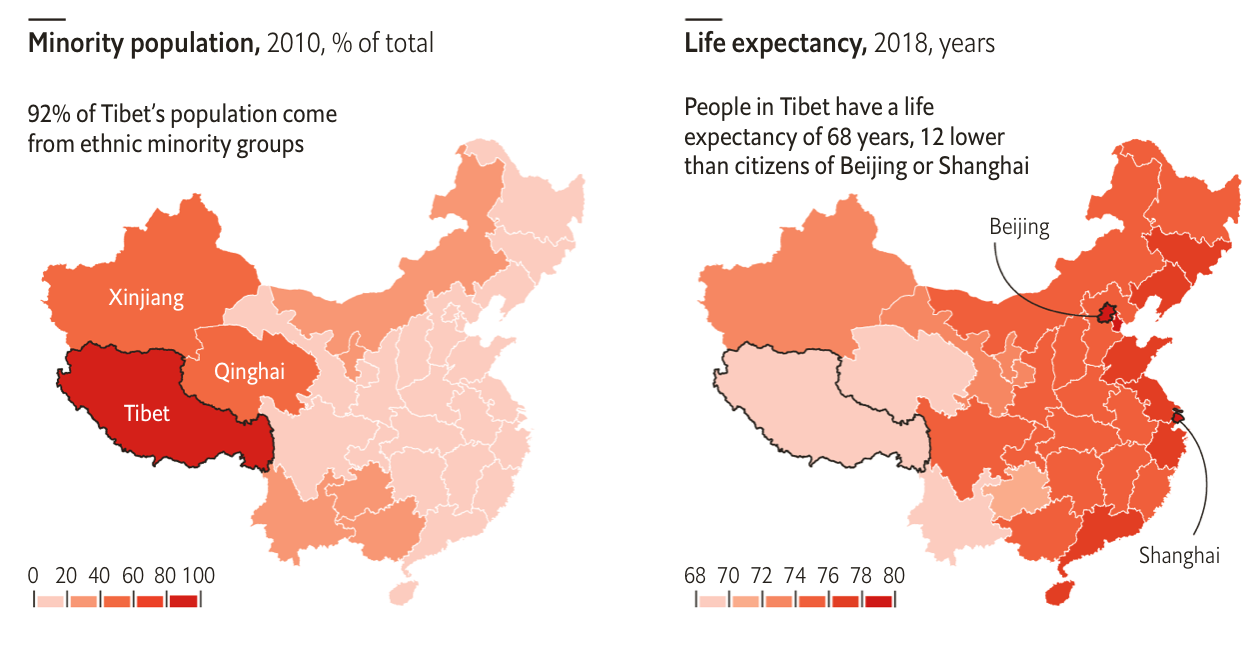 Minority population, 2010, % of total
92% of Tibet's population come
from ethnic minority groups
Xinjiang
Qinghai
Tibet
0 20 40 60 80 100
Life expectancy, 2018, years
People in Tibet have a life
expectancy of 68 years, 12 lower
than citizens of Beijing or Shanghai
Beijing
Shanghai
68 70 72 74 76 78 80